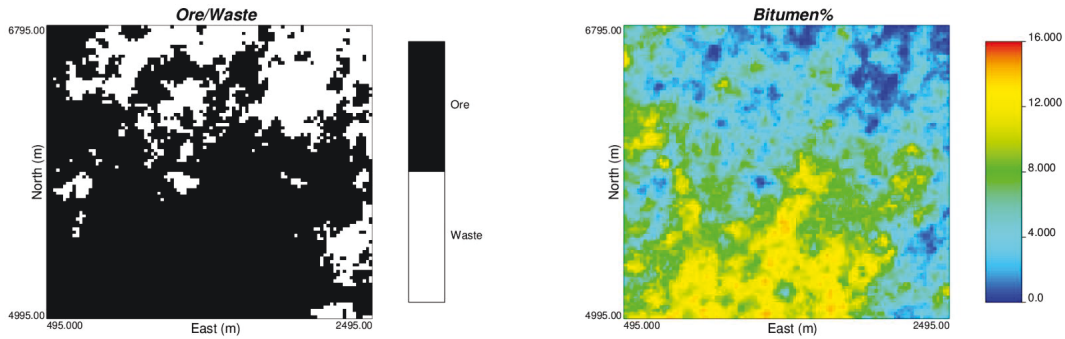 Ore/Waste
6795.00
North (m)
4995.00
495.000
East (m)
2495.00
Ore
Waste
Bitumen%
6795.00
North (m)
4995.00
495.000
East (m)
2495.00
16.000
12.000
8.000
4.000
0.0